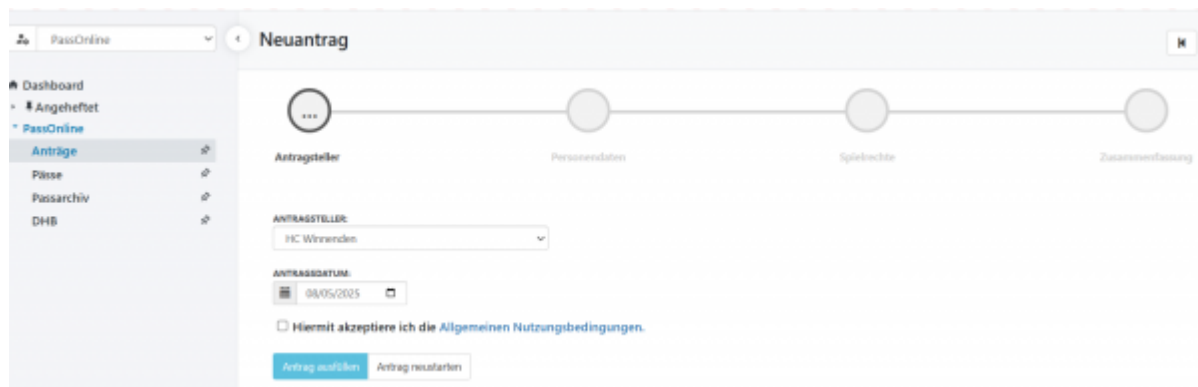 PassOnline
Neuantrag
Dashboard
Angeheftet
PassOnline
Anträge
Pässe
Passarchiv
DHB
...
Antragsteller
Personendaten
Spielrechte
Zusammenfassung
ANTRAGSTELLER:
HC Winnenden
ANTRAGSDATUM:
08/05/2025
Hiermit akzeptiere ich die Allgemeinen Nutzungsbedingungen.
Antrag ausfüllen Antrag neustarten